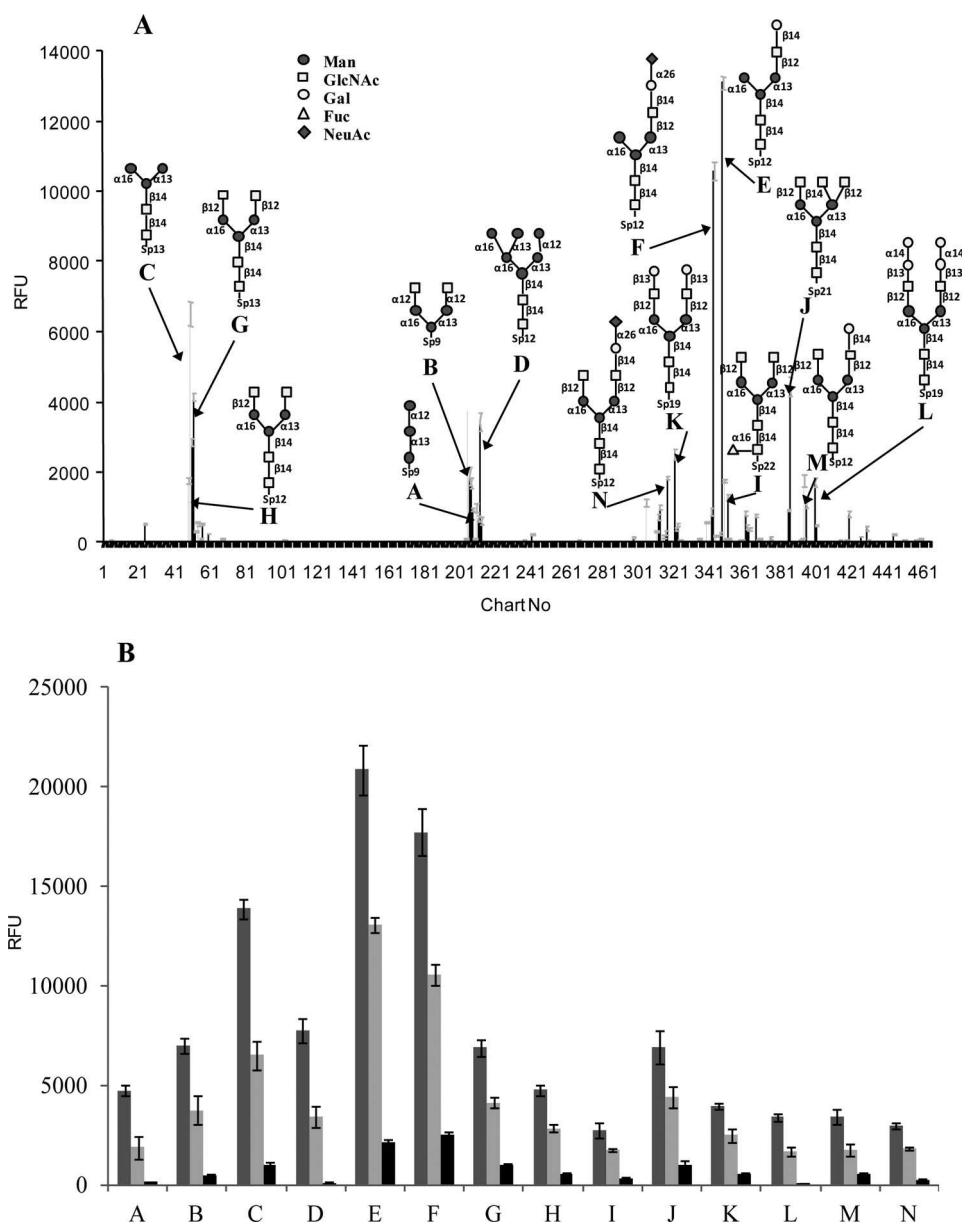 A
14000
12000
10000
8000
6000
4000
2000
0
RFU
Man
GlcNAc
Gal
Fuc
NeuAc
α16 α13
β14
β14
Sp13
C
β12 β12
α16 α13
β14
β14
Sp13
G
β12 β12
α16 α13
β14
β14
Sp12
H
α12
α13
Sp9
A
α12 α12
α16 α13
Sp9
B
α16 α13 α12
α16 α13
β14
β14
Sp12
D
α26
β14
β12
α16 α13
β14
β14
Sp12
F
β14
β12
α16 α13
β14
β14
Sp12
E
α26
β14
β12 β12
α16 α13
β14
β14
Sp12
N
β13 β13
β12 β12
α16 α13
β14
β14
Sp19
K
β12 β14 β12
α16 α13
β14
β14
Sp21
J
β12 β12
α16 α13
β14
β14
α16
Sp22
I
β14
β12 β12
α16 α13
β14
β14
Sp12
M
α14 α14
β13 β13
β12 β12
α16 α13
β14
β14
Sp19
L
1 21 41 61 81 101 121 141 161 181 201 221 241 261 281 301 321 341 361 381 401 421 441 461
Chart No
B
25000
20000
15000
10000
5000
0
RFU
A B C D E F G H I J K L M N